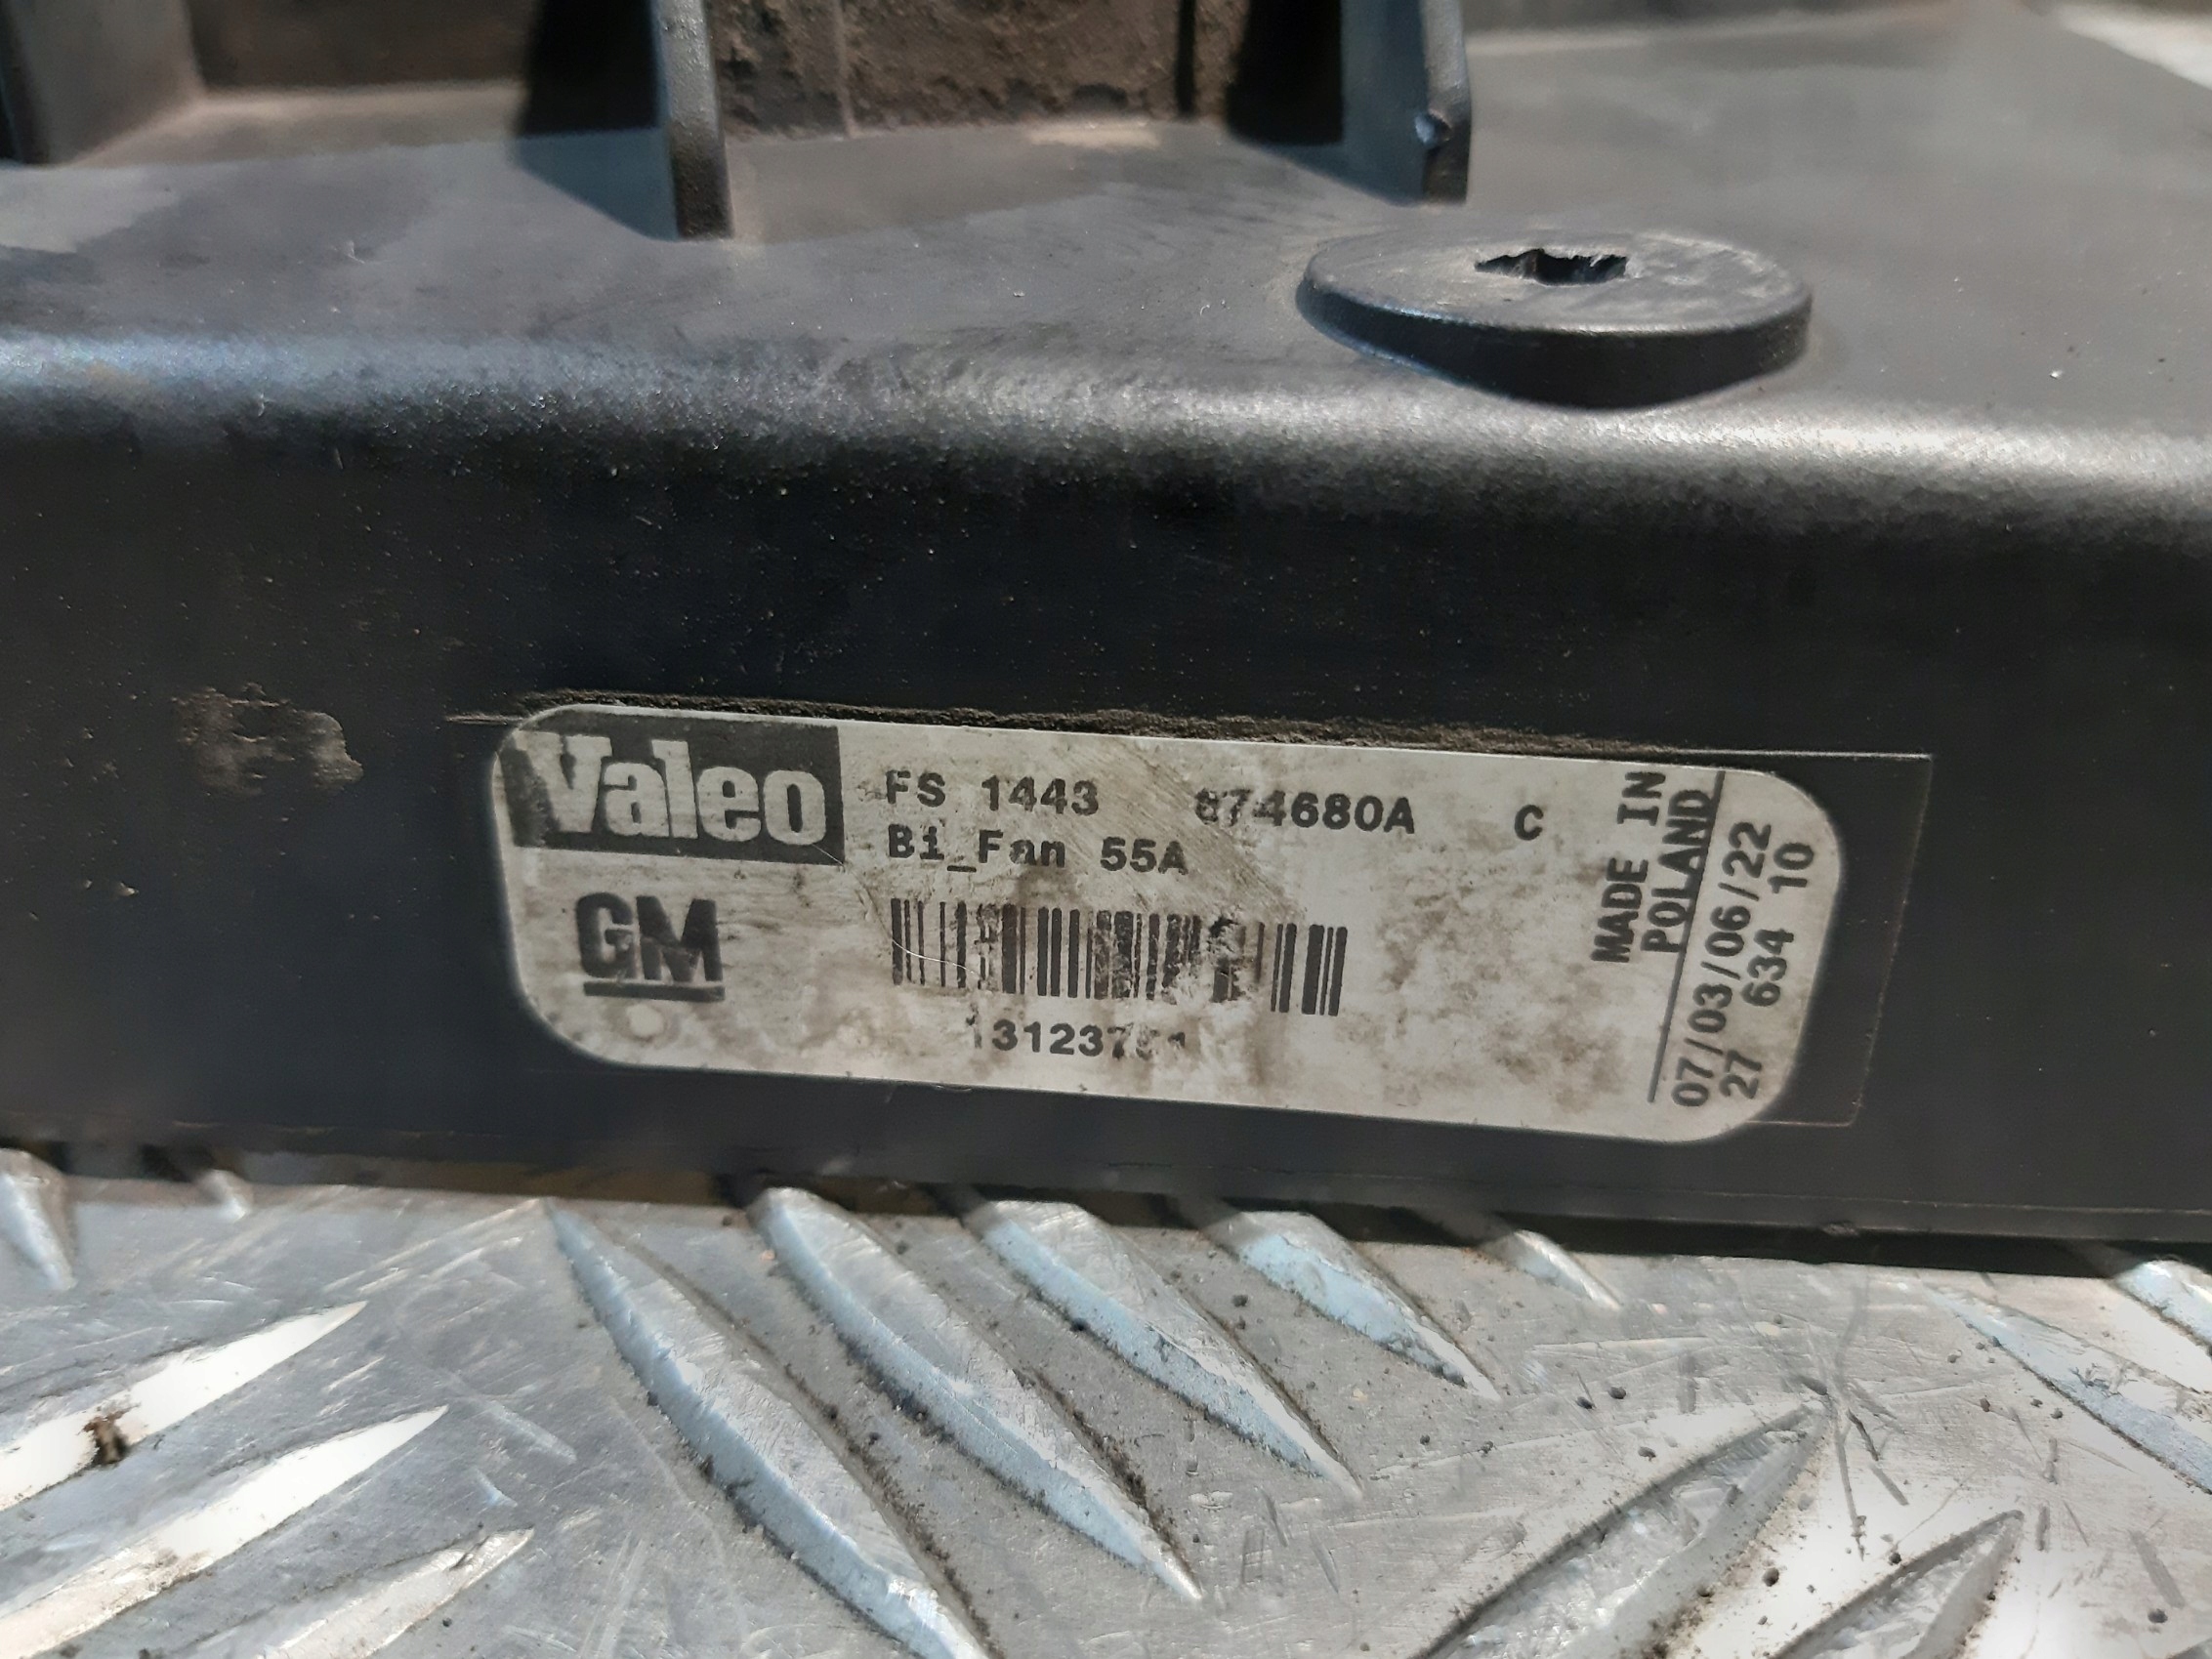 Valeo
FS 1443 874680A C
Bi_Fan 55A
GM
MADE IN
POLAND
07/03/06/22
27 634 10